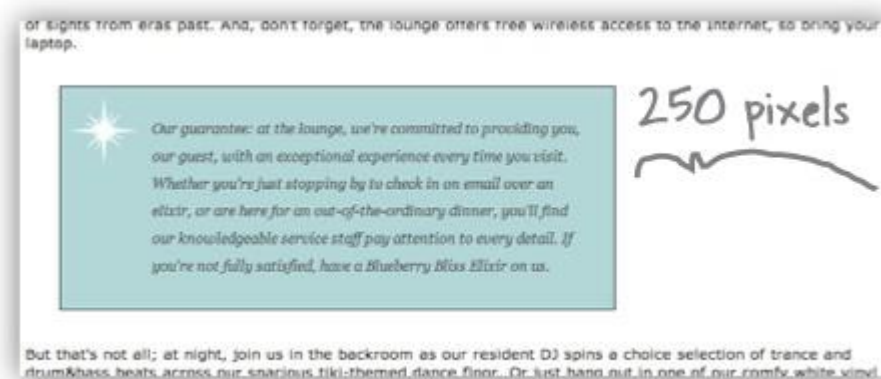 of sights from eras past. And, don't forget, the lounge offers free wireless access to the Internet, so bring your
laptop.
Our guarantee: at the lounge, we're committed to providing you,
our guest, with an exceptional experience every time you visit.
Whether you're just stopping by to check in on email over an
elixir, or are here for an out-of-the-ordinary dinner, you'll find
our knowledgeable service staff pay attention to every detail. If
you're not fully satisfied, have a Blueberry Bliss Elixir on us.
250 pixels
But that's not all; at night, join us in the backroom as our resident DJ spins a choice selection of trance and
drum&bass beats across our spacious tiki-themed dance floor. Or just hang out in one of our comfy white vinyl